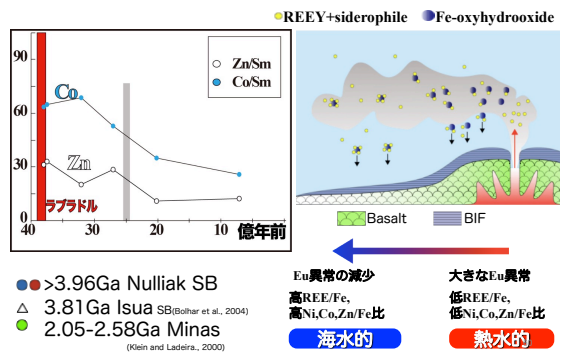 REEY+siderophile
Fe-oxyhydrooxide
105
90
60
30
0
Co
Zn
Zn/Sm
Co/Sm
ラブラドル
40
30
20
10
億年前
Basalt
BIF
>3.96Ga Nulliak SB
3.81Ga Isua SB(Bolhar et al., 2004)
2.05-2.58Ga Minas
(Klein and Ladeira., 2000)
Eu異常の減少
高REE/Fe,
高Ni,Co,Zn/Fe比
海水的
大きなEu異常
低REE/Fe,
低Ni,Co,Zn/Fe比
熱水的